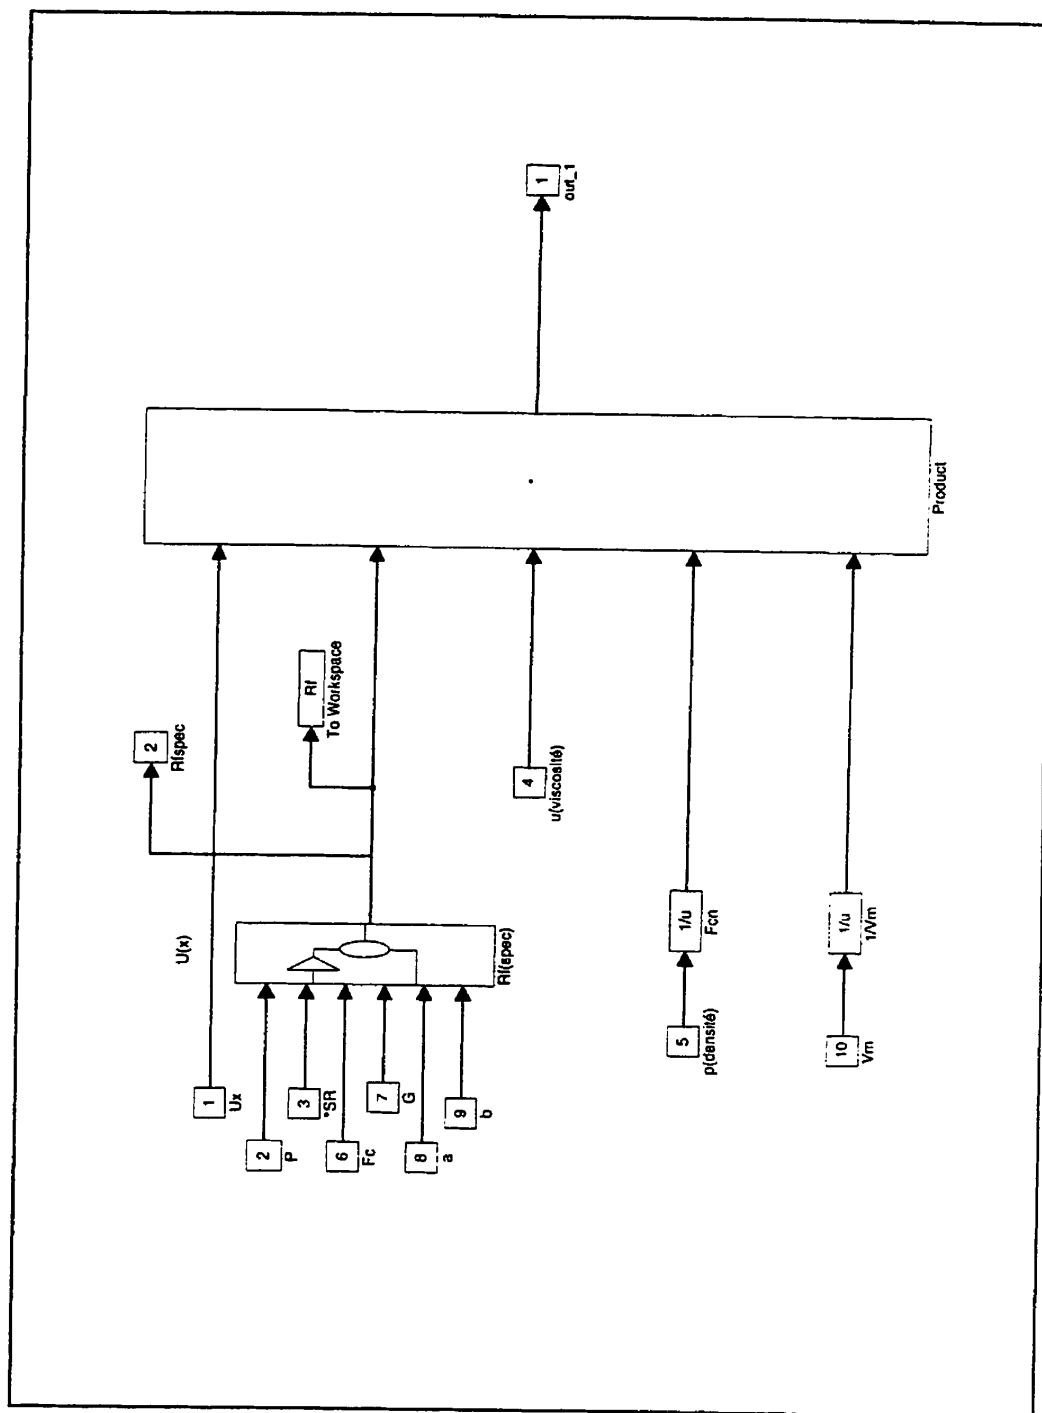 2
Rfspec
U(x)
Rf
To Workspace
1
Ux
2
P
3
*SR
6
Fc
7
G
8
a
9
b
Rf(spec)
4
u(viscosité)
5
p(densité)
1/u
Fcn
10
Vm
1/u
1/Vm
Product
1
out_1